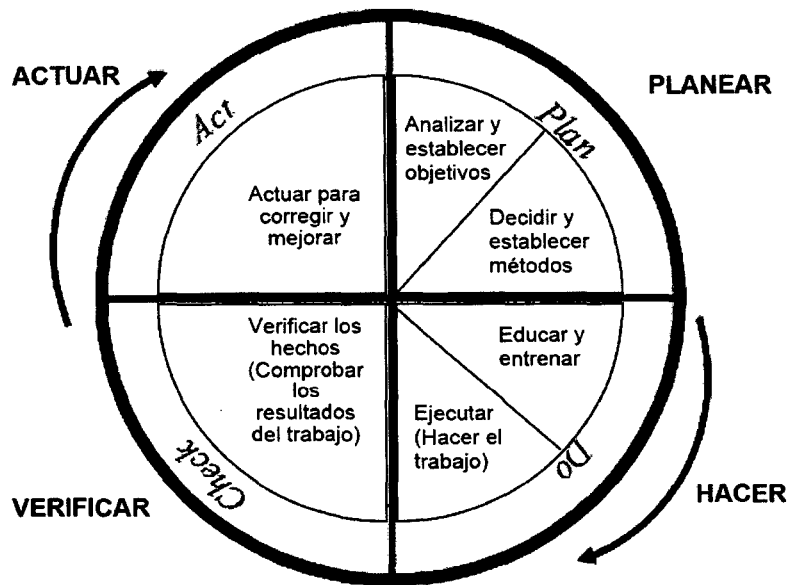 ACTUAR
PLANEAR
Act
Plan
Analizar y
establecer
objetivos
Decidir y
establecer
métodos
Actuar para
corregir y
mejorar
Educar y
entrenar
Ejecutar
(Hacer el
trabajo)
Verificar los
hechos
(Comprobar
los
resultados
del trabajo)
Do
Check
HACER
VERIFICAR